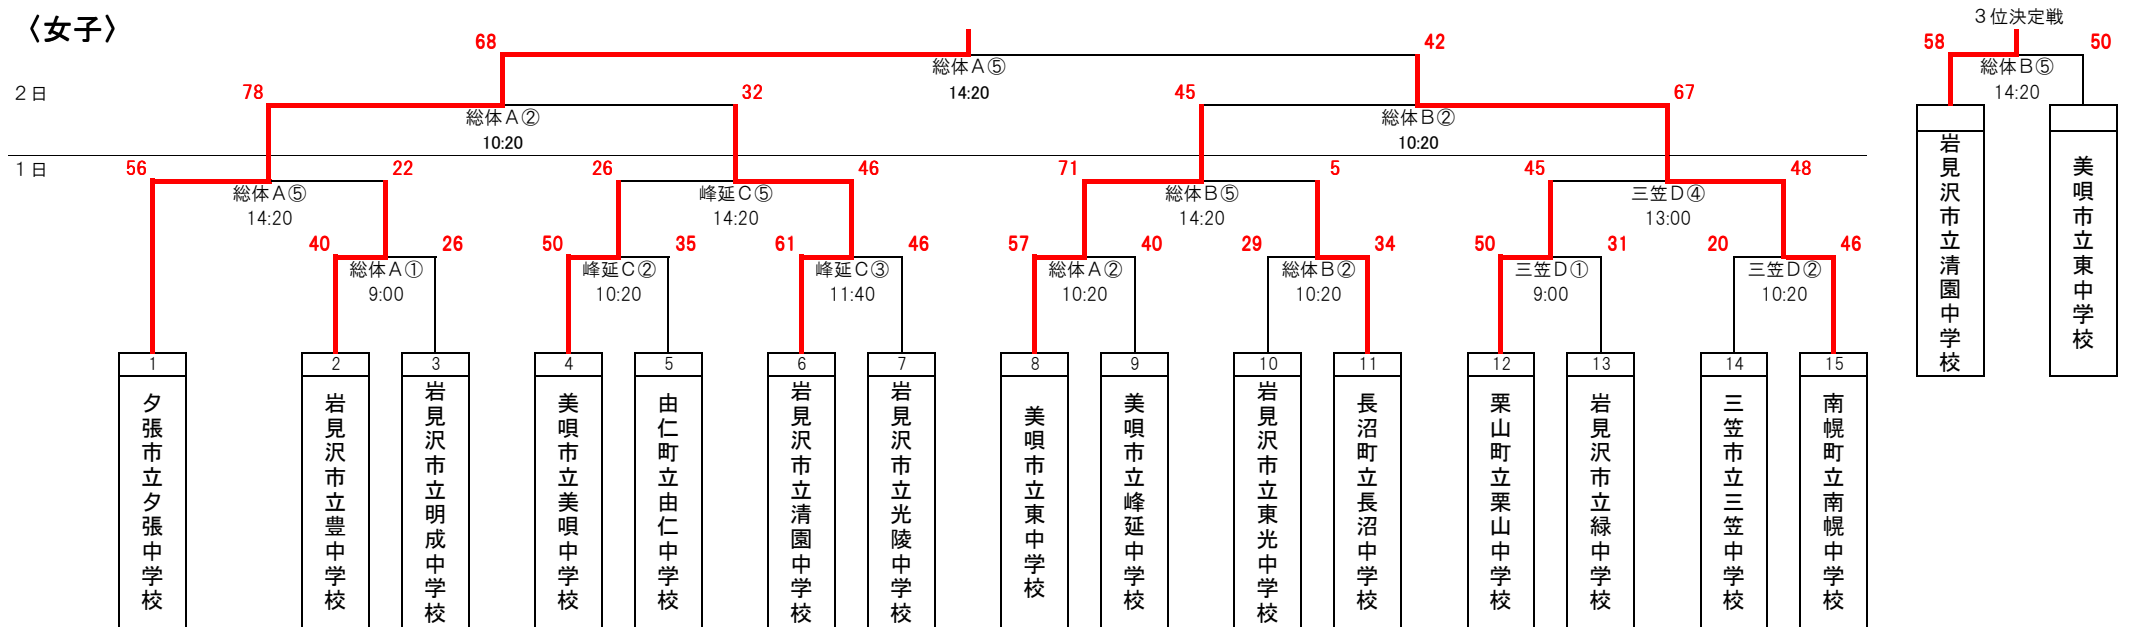 〈女子〉
３位決定戦
68
42
58
50
総体Ａ⑤
14:20
総体Ｂ⑤
14:20
２日
78
32
45
67
総体Ａ②
10:20
総体Ｂ②
10:20
１日
56
22
26
46
71
5
45
48
総体Ａ⑤
14:20
峰延Ｃ⑤
14:20
総体Ｂ⑤
14:20
三笠Ｄ④
13:00
40
26
50
35
61
46
57
40
29
34
50
31
20
46
総体Ａ①
9:00
峰延Ｃ②
10:20
峰延Ｃ③
11:40
総体Ａ②
10:20
総体Ｂ②
10:20
三笠Ｄ①
9:00
三笠Ｄ②
10:20
1
夕張市立夕張中学校
2
岩見沢市立豊中学校
3
岩見沢市立明成中学校
4
美唄市立美唄中学校
5
由仁町立由仁中学校
6
岩見沢市立清園中学校
7
岩見沢市立光陵中学校
8
美唄市立東中学校
9
美唄市立峰延中学校
10
岩見沢市立東光中学校
11
長沼町立長沼中学校
12
栗山町立栗山中学校
13
岩見沢市立緑中学校
14
三笠市立三笠中学校
15
南幌町立南幌中学校
岩見沢市立清園中学校
美唄市立東中学校